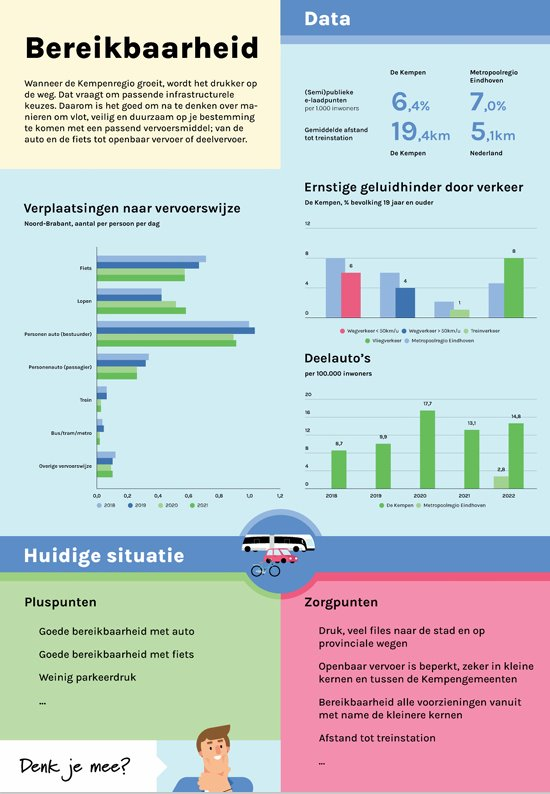 Bereikbaarheid
Wanneer de Kempenregio groeit, wordt het drukker op
de weg. Dat vraagt om passende infrastructurele
keuzes. Daarom is het goed om na te denken over ma-
nieren om vlot, veilig en duurzaam op je bestemming
te komen met een passend vervoersmiddel; van de
auto en de fiets tot openbaar vervoer of deelvervoer.
Data
De Kempen
Metropoolregio
Eindhoven
(Semi)publieke
e-laadpunten
per 1.000 inwoners
6,4%
7,0%
Gemiddelde afstand
tot treinstation
19,4km
5,1km
De Kempen
Nederland
Verplaatsingen naar vervoerswijze
Noord-Brabant, aantal per persoon per dag
Fiets
Lopen
Personen auto (bestuurder)
Personenauto (passagier)
Trein
Bus/tram/metro
Overige vervoerswijze
0,0 0,2 0,4 0,6 0,8 1,0 1,2
2018 2019 2020 2021
Ernstige geluidhinder door verkeer
De Kempen, % bevolking 19 jaar en ouder
12
8
4
0
6
4
1
8
Wegverkeer < 50km/u Wegverkeer > 50km/u Treinverkeer
Vliegverkeer Metropoolregio Eindhoven
Deelauto's
per 100.000 inwoners
20
16
12
8
4
0
8,7
9,9
17,7
13,1
2,8
14,8
2018 2019 2020 2021 2022
De Kempen Metropoolregio Eindhoven
Huidige situatie
Pluspunten
Goede bereikbaarheid met auto
Goede bereikbaarheid met fiets
Weinig parkeerdruk
...
Denk je mee?
Zorgpunten
Druk, veel files naar de stad en op
provinciale wegen
Openbaar vervoer is beperkt, zeker in kleine
kernen en tussen de Kempengemeenten
Bereikbaarheid alle voorzieningen vanuit
met name de kleinere kernen
Afstand tot treinstation
...